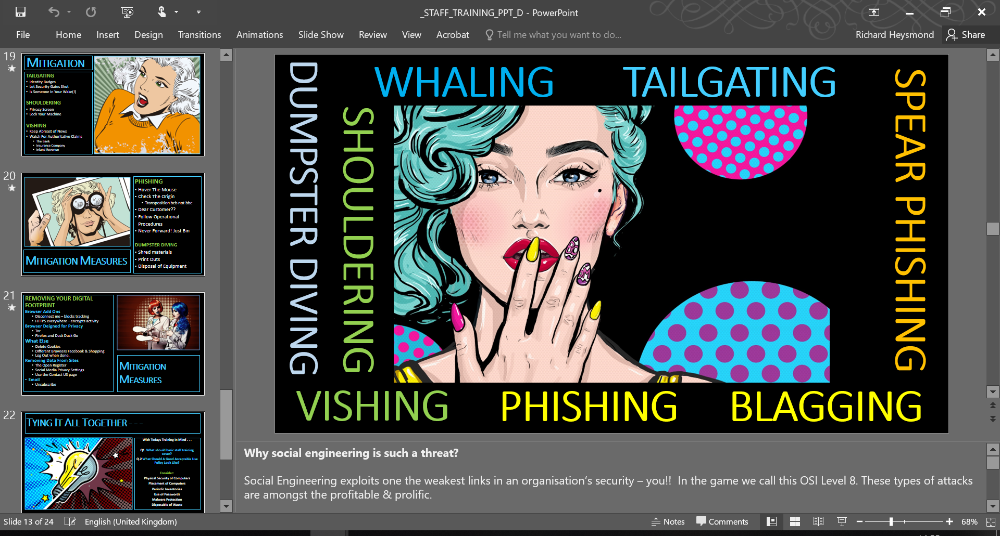 _STAFF_TRAINING_PPT_D - PowerPoint
File Home Insert Design Transitions Animations Slide Show Review View Acrobat Tell me what you want to do... Richard Heysmond Share
19
MITIGATION
TAILGATING
• Identity Badges
• Let Security Gates Shut
• Is Someone In Your Wake(!)
SHOULDERING
• Privacy Screen
• Lock Your Machine
VISHING
• Keep Abreast of News
• Watch For Authoritative Claims
• The Bank
• Insurance Company
• Inland Revenue
20
PHISHING
• Hover The Mouse
• Check The Origin
• Transposition bcb not bbc
• Dear Customer??
• Follow Operational
Procedures
• Never Forward! Just Bin
DUMPSTER DIVING
• Shred materials
• Print Outs
• Disposal of Equipment
MITIGATION MEASURES
21
REMOVING YOUR DIGITAL
FOOTPRINT
Browser Add Ons
• Disconnect me – blocks tracking
• HTTPS everywhere – encrypts activity
Browser Deigned for Privacy
• Tor
• Firefox and Duck Duck Go
What Else
• Delete Cookies
• Different Browsers Facebook & Shopping
• Log Out when done.
Removing Data From Sites
• The Open Register
• Social Media Privacy Settings
• Use the Contact US page
• Email
• Unsubscribe
MITIGATION
MEASURES
22
TYING IT ALL TOGETHER - - -
With Todays Training In Mind . . .
Q1. What should basic staff training
cover?
Q.2 What Should A Good Acceptable Use
Policy Look Like?
Consider:
Physical Security of Computers
Placement of Computers
Periodic Inventories
Use of Passwords
Malware Protection
Disposable of Waste
DUMPSTER DIVING
SHOULDERING
WHALING
TAILGATING
SPEAR PHISHING
VISHING
PHISHING
BLAGGING
Why social engineering is such a threat?
Social Engineering exploits one the weakest links in an organisation’s security – you!!  In the game we call this OSI Level 8. These types of attacks
are amongst the profitable & prolific.
Slide 13 of 24 English (United Kingdom) Notes Comments 68%